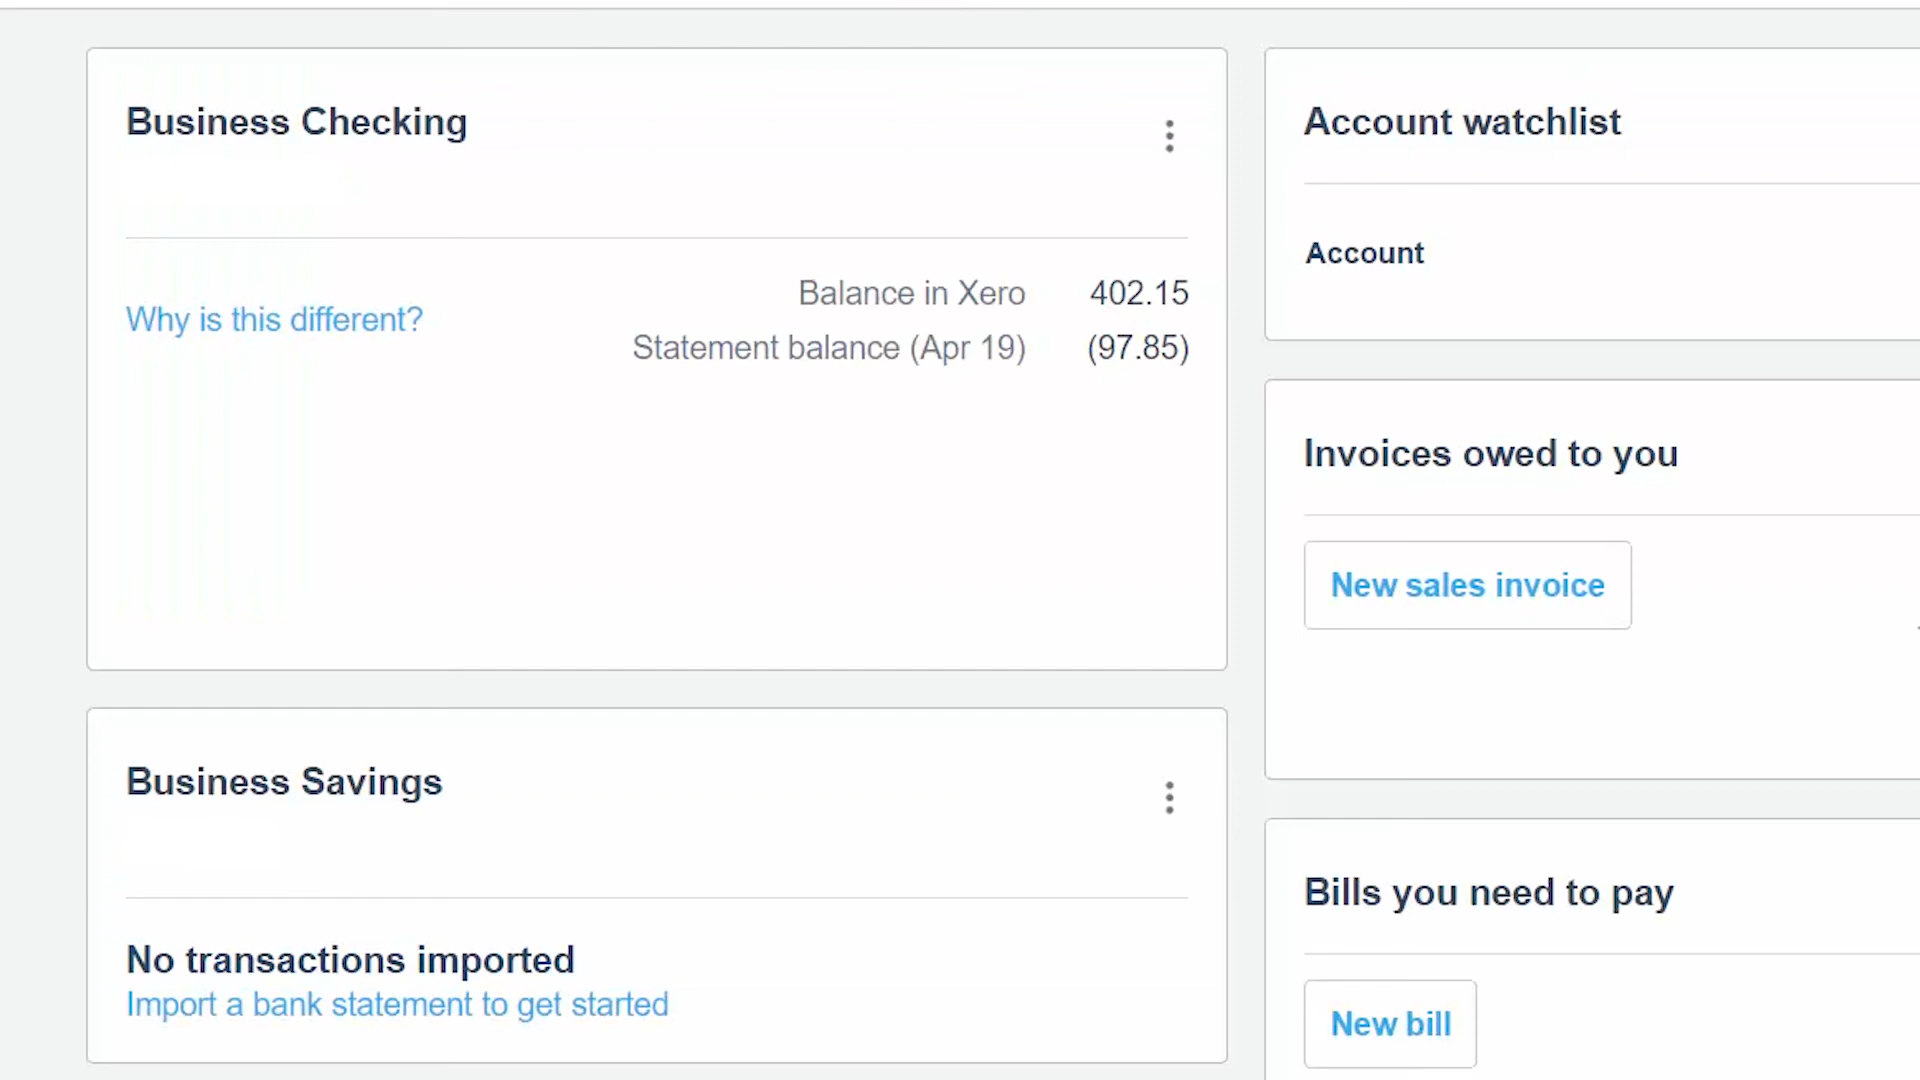 Business Checking
Why is this different?
Balance in Xero 402.15
Statement balance (Apr 19) (97.85)
Business Savings
No transactions imported
Import a bank statement to get started
Account watchlist
Account
Invoices owed to you
New sales invoice
Bills you need to pay
New bill